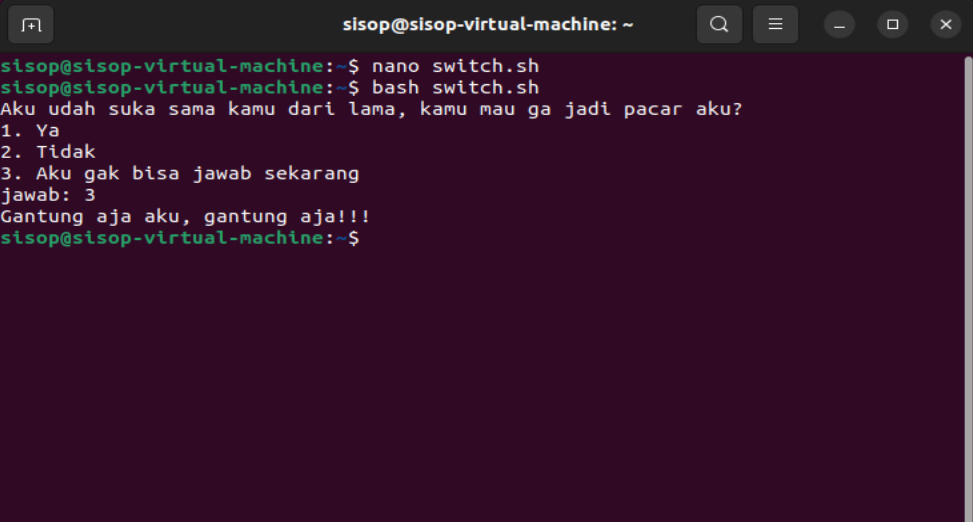 sisop@sisop-virtual-machine: ~
sisop@sisop-virtual-machine:~$ nano switch.sh
sisop@sisop-virtual-machine:~$ bash switch.sh
Aku udah suka sama kamu dari lama, kamu mau ga jadi pacar aku?
1. Ya
2. Tidak
3. Aku gak bisa jawab sekarang
jawab: 3
Gantung aja aku, gantung aja!!!
sisop@sisop-virtual-machine:~$